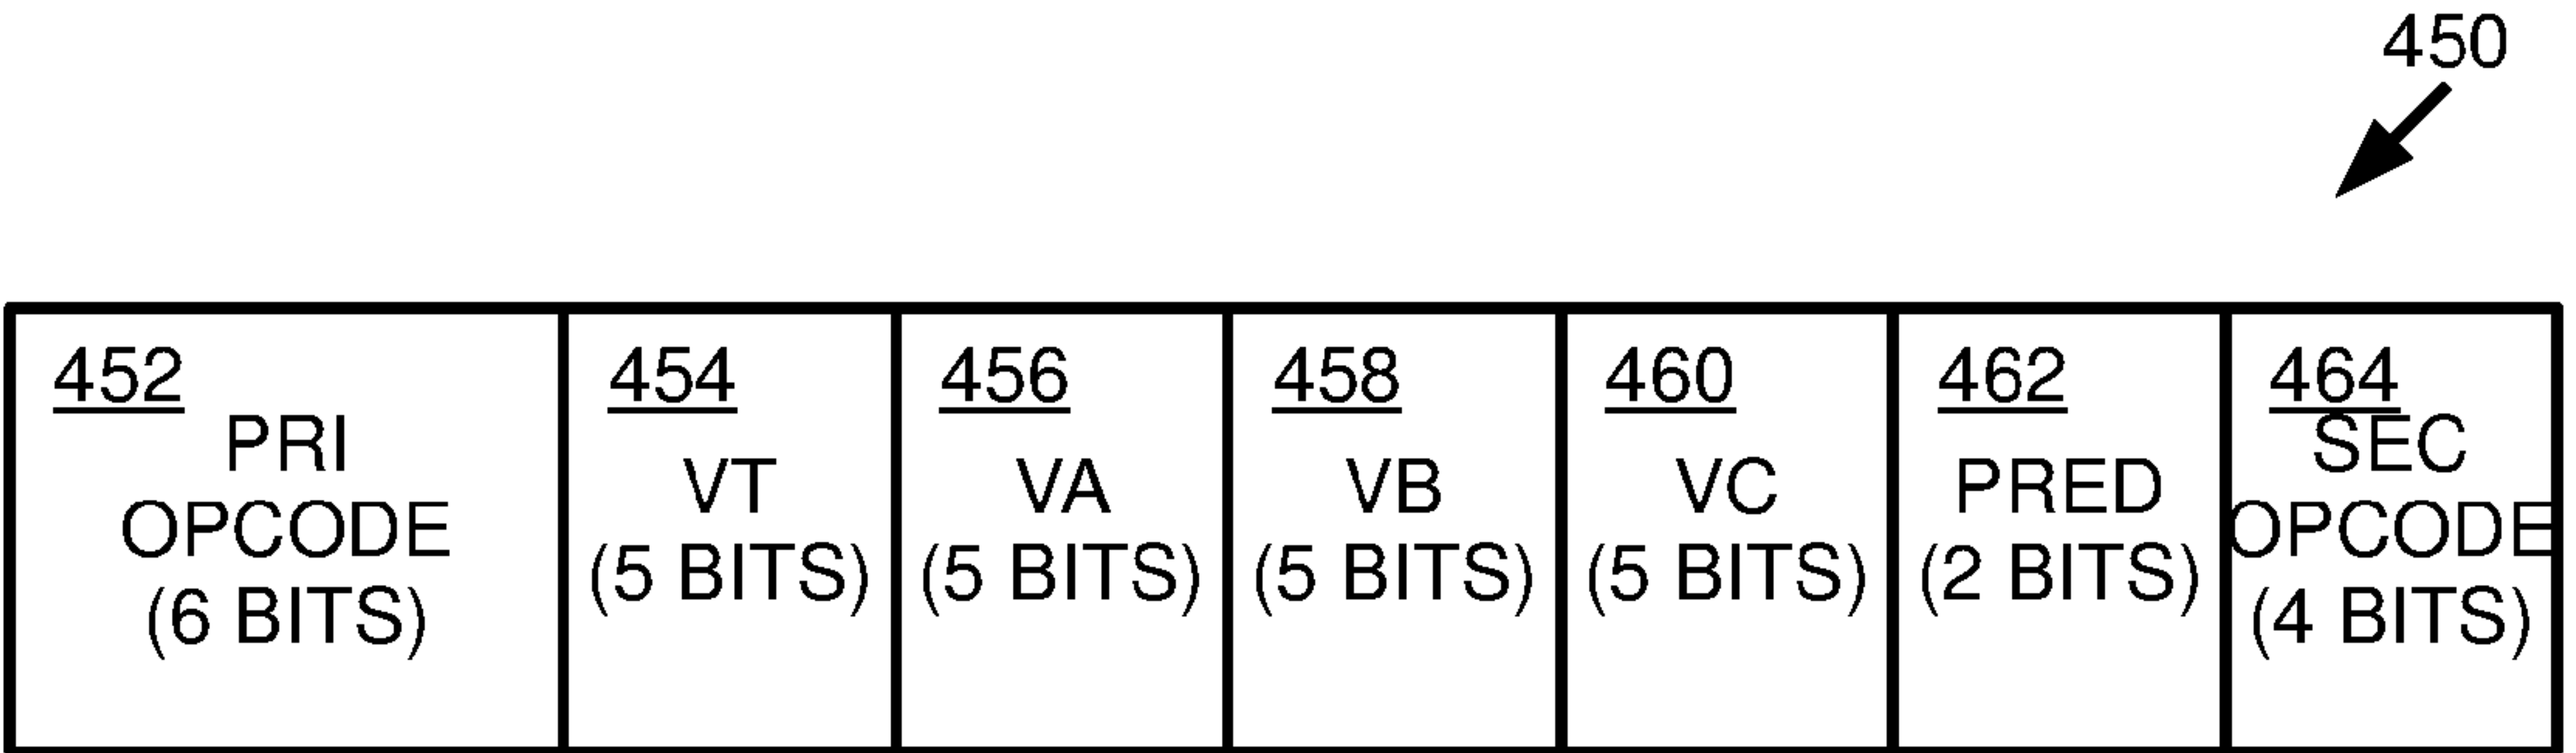 450
452
PRI
OPCODE
(6 BITS)
454
VT
(5 BITS)
456
VA
(5 BITS)
458
VB
(5 BITS)
460
VC
(5 BITS)
462
PRED
(2 BITS)
464
SEC
OPCODE
(4 BITS)